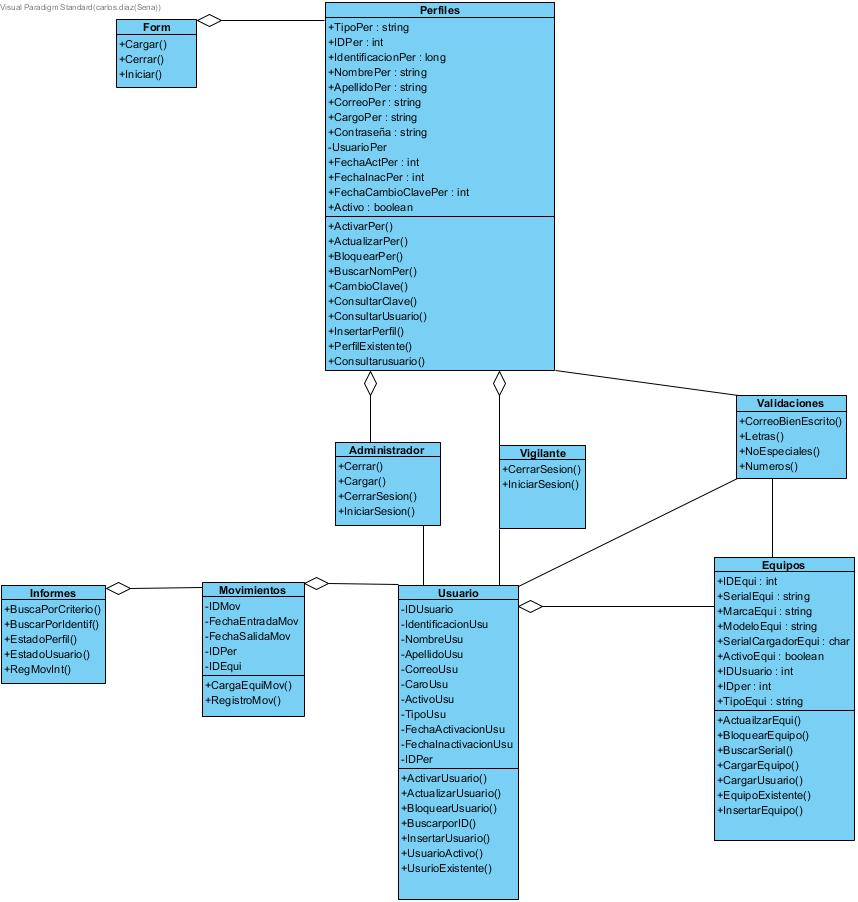 Visual Paradigm Standard(carlos.diaz(Sena))
Form
+Cargar()
+Cerrar()
+Iniciar()
Perfiles
+TipoPer : string
+IDPer : int
+IdentificacionPer : long
+NombrePer : string
+ApellidoPer : string
+CorreoPer : string
+CargoPer : string
+Contraseña : string
-UsuarioPer
+FechaActPer : int
+FechaInacPer : int
+FechaCambioClavePer : int
+Activo : boolean
+ActivarPer()
+ActualizarPer()
+BloquearPer()
+BuscarNomPer()
+CambioClave()
+ConsultarClave()
+ConsultarUsuario()
+InsertarPerfil()
+PerfilExistente()
+Consultarusuario()
Validaciones
+CorreoBienEscrito()
+Letras()
+NoEspeciales()
+Numeros()
Administrador
+Cerrar()
+Cargar()
+CerrarSesion()
+IniciarSesion()
Vigilante
+CerrarSesion()
+IniciarSesion()
Informes
+BuscaPorCriterio()
+BuscarPorIdentif()
+EstadoPerfil()
+EstadoUsuario()
+RegMovInt()
Movimientos
-IDMov
-FechaEntradaMov
-FechaSalidaMov
-IDPer
-IDEqui
+CargaEquiMov()
+RegistroMov()
Usuario
-IDUsuario
-IdentificacionUsu
-NombreUsu
-ApellidoUsu
-CorreoUsu
-CaroUsu
-ActivoUsu
-TipoUsu
-FechaActivacionUsu
-FechaInactivacionUsu
-IDPer
+ActivarUsuario()
+ActualizarUsuario()
+BloquearUsuario()
+BuscarporID()
+InsertarUsuario()
+UsuarioActivo()
+UsurioExistente()
Equipos
+IDEqui : int
+SerialEqui : string
+MarcaEqui : string
+ModeloEqui : string
+SerialCargadorEqui : char
+ActivoEqui : boolean
+IDUsuario : int
+IDper : int
+TipoEqui : string
+ActuailzarEqui()
+BloquearEquipo()
+BuscarSerial()
+CargarEquipo()
+CargarUsuario()
+EquipoExistente()
+InsertarEquipo()